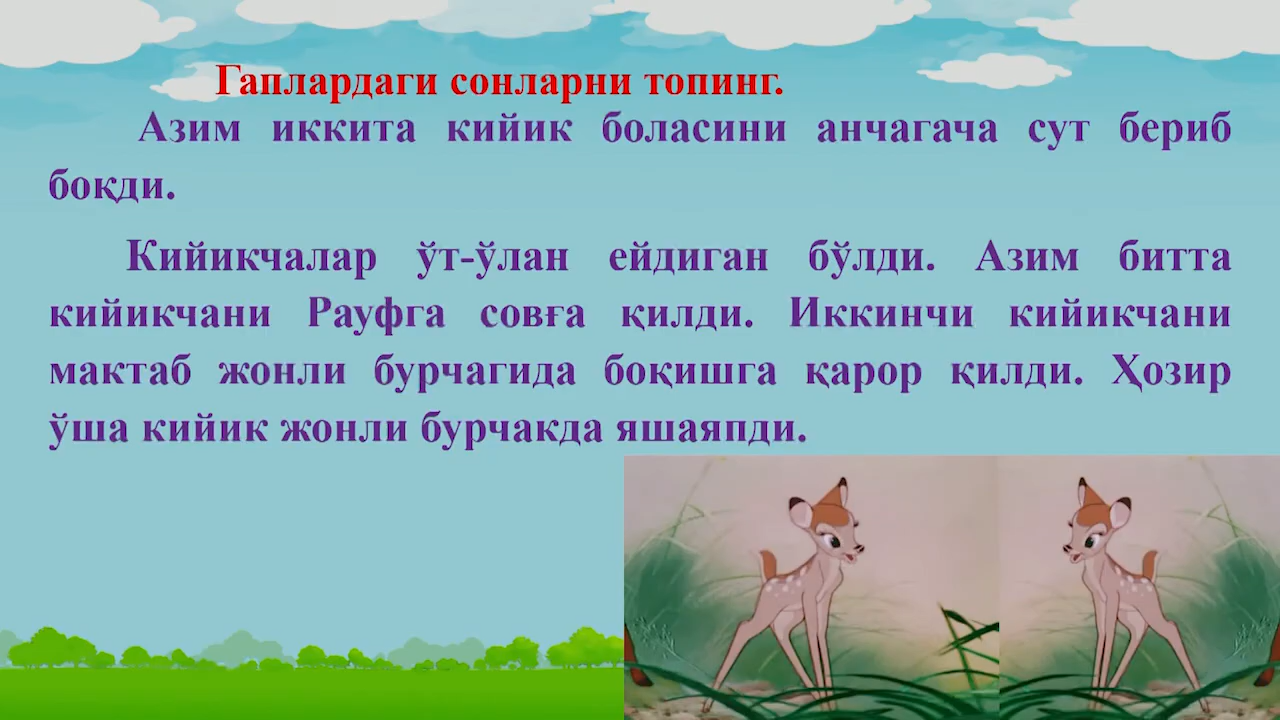 Гаплардаги сонларни топинг.
Азим иккита кийик боласини анчагача сут бериб
боқди.
Кийикчалар ўт-ўлан ейдиган бўлди. Азим битта
кийикчани Рауфга совға қилди. Иккинчи кийикчани
мактаб жонли бурчагида боқишга қарор қилди. Ҳозир
ўша кийик жонли бурчакда яшаяпди.